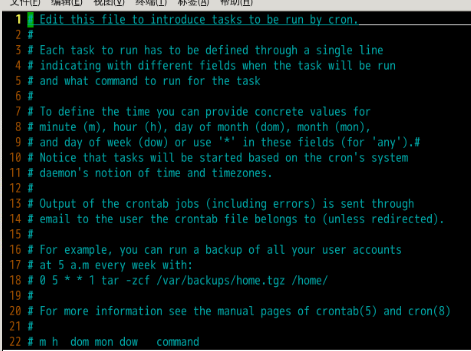 文件(F) 编辑(E) 视图(V) 终端(T) 标签(A) 帮助(H)
1 # Edit this file to introduce tasks to be run by cron.
2 #
3 # Each task to run has to be defined through a single line
4 # indicating with different fields when the task will be run
5 # and what command to run for the task
6 #
7 # To define the time you can provide concrete values for
8 # minute (m), hour (h), day of month (dom), month (mon),
9 # and day of week (dow) or use '*' in these fields (for 'any').#
10 # Notice that tasks will be started based on the cron's system
11 # daemon's notion of time and timezones.
12 #
13 # Output of the crontab jobs (including errors) is sent through
14 # email to the user the crontab file belongs to (unless redirected).
15 #
16 # For example, you can run a backup of all your user accounts
17 # at 5 a.m every week with:
18 # 0 5 * * 1 tar -zcf /var/backups/home.tgz /home/
19 #
20 # For more information see the manual pages of crontab(5) and cron(8)
21 #
22 # m h  dom mon dow   command